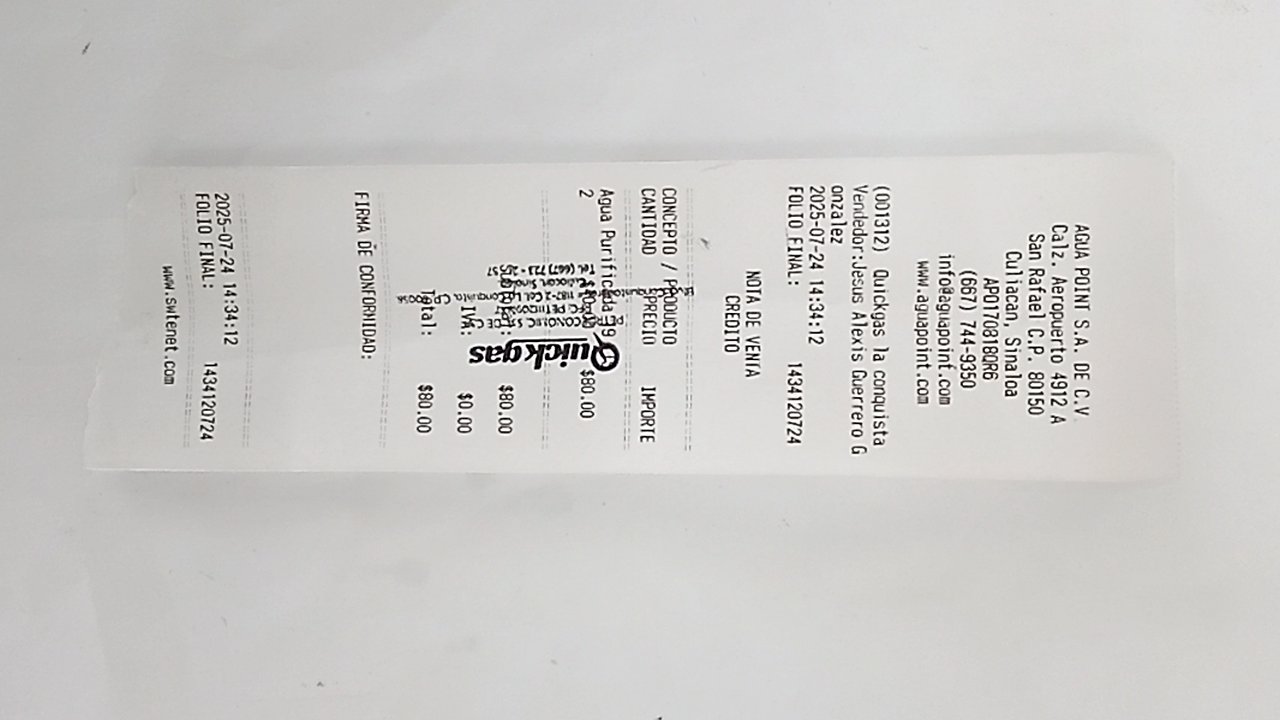 AGUA POINT S.A. DE C.V.
Calz. Aeropuerto 4912 A
San Rafael C.P. 80150
Culiacan, Sinaloa
APO1708180R6
(667) 744-9350
info@aguapoint.com
www.aguapoint.com
(001312) Quickgas la conquista
Vendedor:Jesus Alexis Guerrero G
onzalez
2025-07-24 14:34:12
FOLIO FINAL: 1434120724
NOTA DE VENTA
CREDITO
CONCEPTO / PRODUCTO
CANTIDAD PRECIO IMPORTE
Agua Purificada 19
2 $80.00
$80.00
IVA: $0.00
Total: $80.00
Quickgas
FIRMA DE CONFORMIDAD:
2025-07-24 14:34:12
FOLIO FINAL: 1434120724
www.swtenet.com